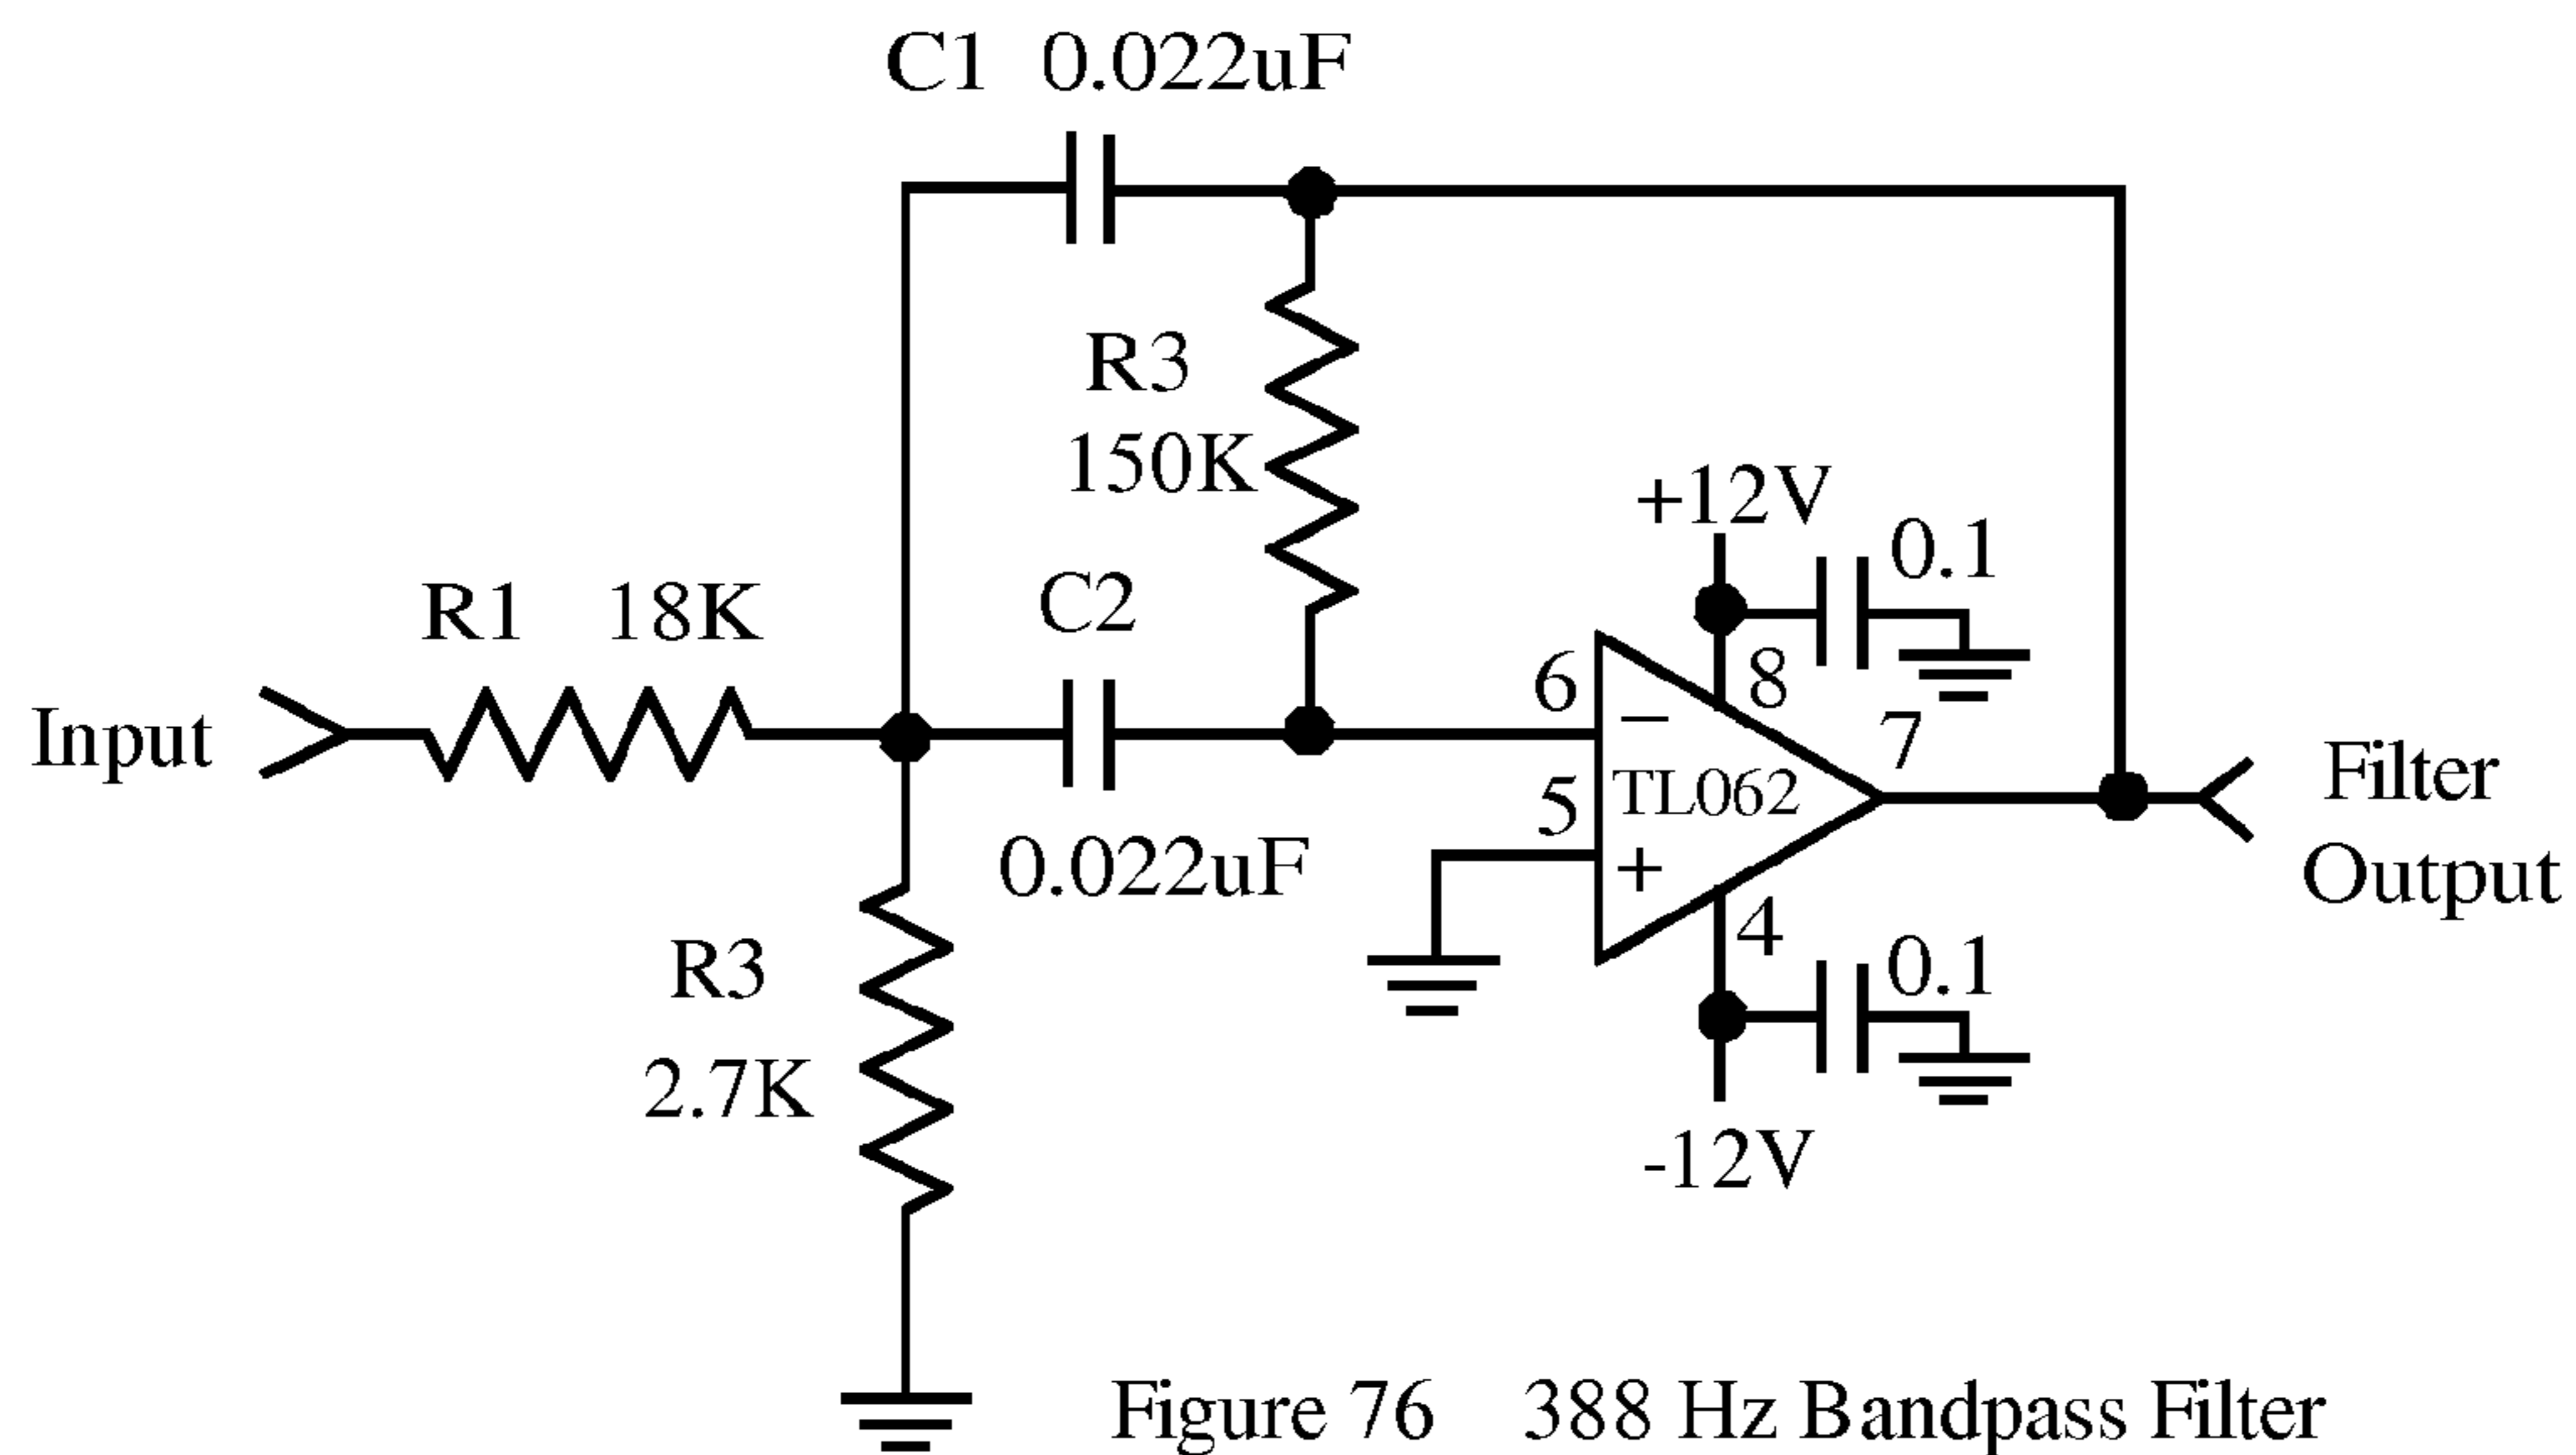 C1 0.022uF
R3
150K
+12V
0.1
R1 18K
C2
8
6
7
Input
−
TL062
Filter
5
Output
+
0.022uF
4
R3
0.1
2.7K
-12V
Figure 76 388 Hz Bandpass Filter